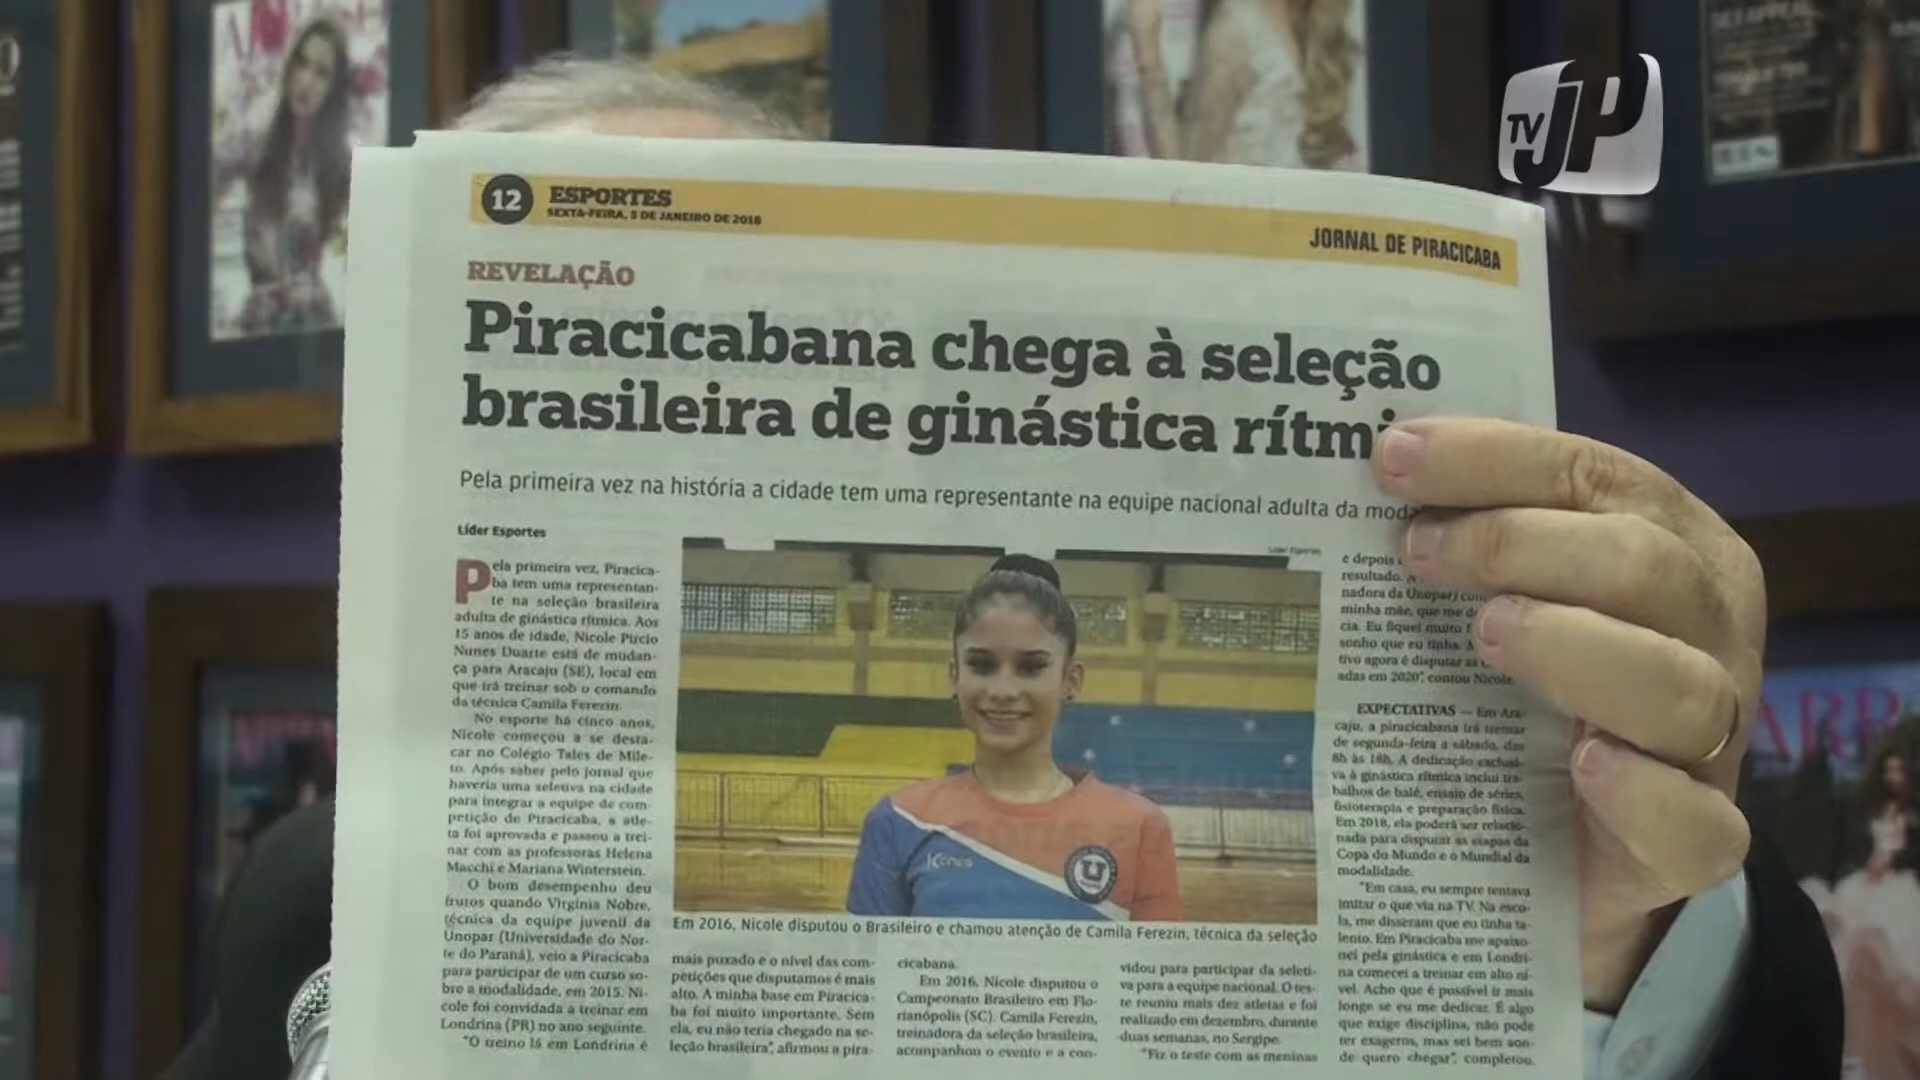 TV JP
12 ESPORTES
SEXTA-FEIRA, 5 DE JANEIRO DE 2018
JORNAL DE PIRACICABA
REVELAÇÃO
Piracicabana chega à seleção
brasileira de ginástica rítmi
Pela primeira vez na história a cidade tem uma representante na equipe nacional adulta da moda
Líder Esportes
Líder Esportes
Pela primeira vez, Piracica-
ba tem uma representan-
te na seleção brasileira
adulta de ginástica rítmica. Aos
15 anos de idade, Nicole Pircio
Nunes Duarte está de mudan-
ça para Aracaju (SE), local em
que irá treinar sob o comando
da técnica Camila Ferezin.
No esporte há cinco anos,
Nicole começou a se desta-
car no Colégio Tales de Mile-
to. Após saber pelo jornal que
haveria uma seletiva na cidade
para integrar a equipe de com-
petição de Piracicaba, a atle-
ta foi aprovada e passou a trei-
nar com as professoras Helena
Macchi e Mariana Winterstein.
O bom desempenho deu
frutos quando Virgínia Nobre,
técnica da equipe juvenil da
Unopar (Universidade do Nor-
te do Paraná), veio a Piracicaba
para participar de um curso so-
bre a modalidade, em 2015. Ni-
cole foi convidada a treinar em
Londrina (PR) no ano seguinte.
"O treino lá em Londrina é
Kenes
Em 2016, Nicole disputou o Brasileiro e chamou atenção de Camila Ferezin, técnica da seleção
mais puxado e o nível das com-
petições que disputamos é mais
alto. A minha base em Piracica-
ba foi muito importante. Sem
ela, eu não teria chegado na se-
leção brasileira", afirmou a pira-
cicabana.
Em 2016, Nicole disputou o
Campeonato Brasileiro em Flo-
rianópolis (SC). Camila Ferezin,
treinadora da seleção brasileira,
acompanhou o evento e a con-
vidou para participar da seleti-
va para a equipe nacional. O tes-
te reuniu mais dez atletas e foi
realizado em dezembro, durante
duas semanas, no Sergipe.
"Fiz o teste com as meninas
e depois
resultado. A
nadora da Unopar)
minha mãe, que me
cia. Eu fiquei muito
sonho que eu tinha.
tivo agora é disputar as
adas em 2020", contou Nicole.
EXPECTATIVAS — Em Ara-
caju, a piracicabana irá treinar
de segunda-feira a sábado, das
8h às 18h. A dedicação exclusi-
va à ginástica rítmica inclui tra-
balhos de balé, ensaio de séries,
fisioterapia e preparação física.
Em 2018, ela poderá ser relacio-
nada para disputar as etapas da
Copa do Mundo e o Mundial da
modalidade.
"Em casa, eu sempre tentava
imitar o que via na TV. Na esco-
la, me disseram que eu tinha ta-
lento. Em Piracicaba me apaixo-
nei pela ginástica e em Londri-
na comecei a treinar em alto ní-
vel. Acho que é possível ir mais
longe se eu me dedicar. É algo
que exige disciplina, não pode
ter exageros, mas sei bem aon-
de quero chegar", completou.